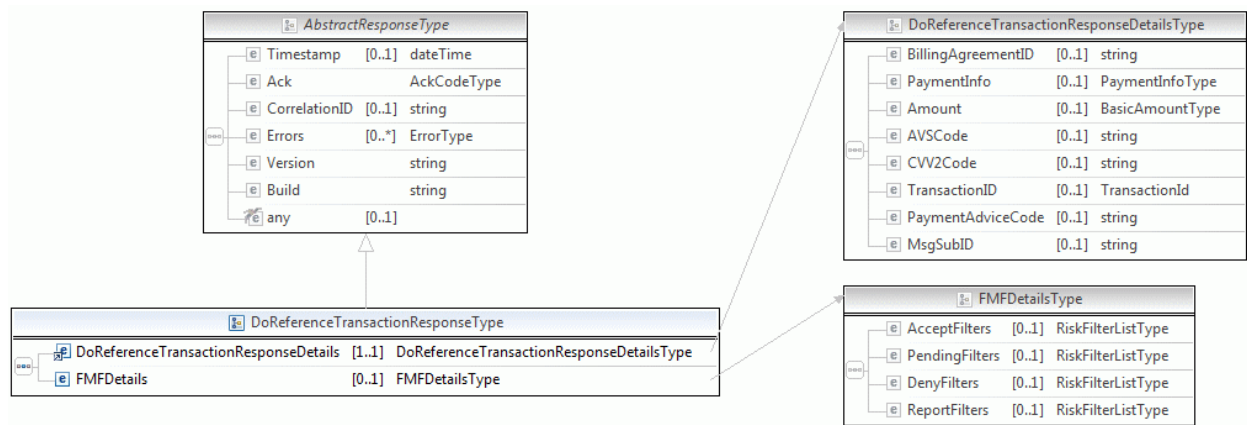 AbstractResponseType
Timestamp [0..1] dateTime
Ack AckCodeType
CorrelationID [0..1] string
Errors [0..*] ErrorType
Version string
Build string
any [0..1]
DoReferenceTransactionResponseType
DoReferenceTransactionResponseDetails [1..1] DoReferenceTransactionResponseDetailsType
FMFDetails [0..1] FMFDetailsType
DoReferenceTransactionResponseDetailsType
BillingAgreementID [0..1] string
PaymentInfo [0..1] PaymentInfoType
Amount [0..1] BasicAmountType
AVSCode [0..1] string
CVV2Code [0..1] string
TransactionID [0..1] TransactionId
PaymentAdviceCode [0..1] string
MsgSubID [0..1] string
FMFDetailsType
AcceptFilters [0..1] RiskFilterListType
PendingFilters [0..1] RiskFilterListType
DenyFilters [0..1] RiskFilterListType
ReportFilters [0..1] RiskFilterListType